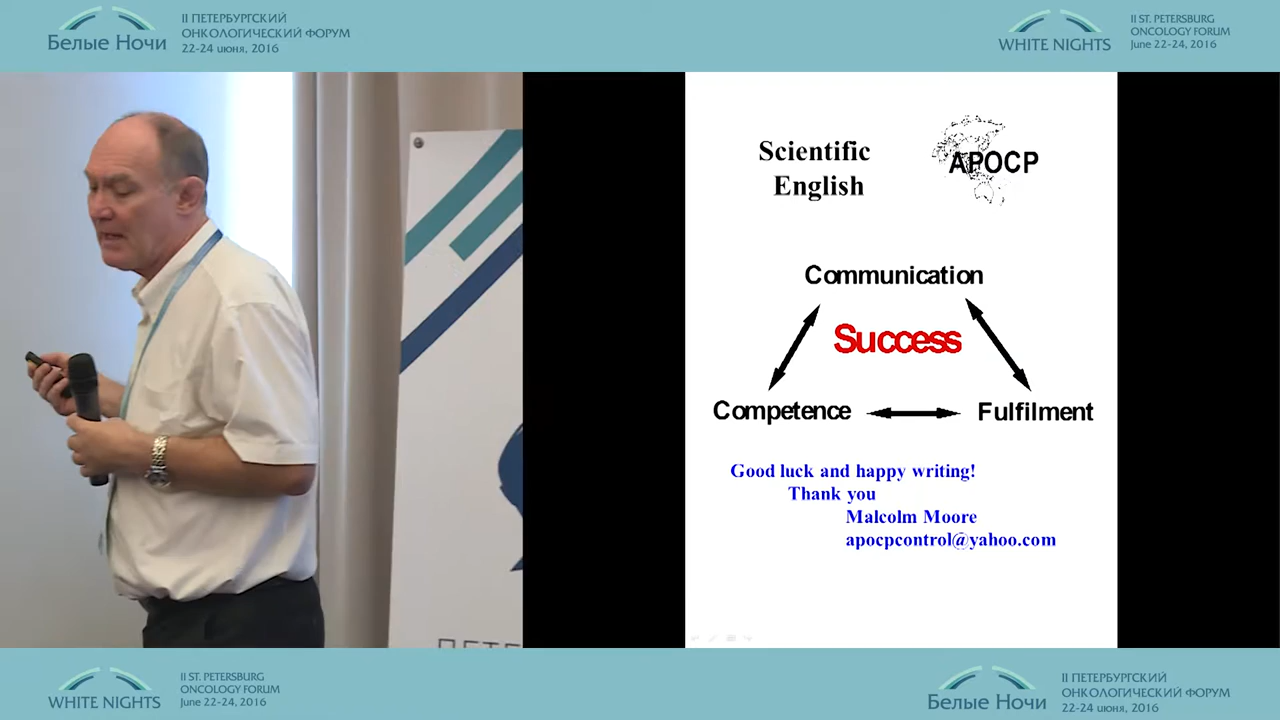 II ПЕТЕРБУРГСКИЙ
ОНКОЛОГИЧЕСКИЙ ФОРУМ
Белые Ночи
22-24 июня, 2016
II ST. PETERSBURG
ONCOLOGY FORUM
WHITE NIGHTS
June 22-24, 2016
Scientific
English
APOCP
Communication
Success
Competence
Fulfilment
Good luck and happy writing!
Thank you
Malcolm Moore
apocpcontrol@yahoo.com
II ST. PETERSBURG
ONCOLOGY FORUM
WHITE NIGHTS
June 22-24, 2016
II ПЕТЕРБУРГСКИЙ
ОНКОЛОГИЧЕСКИЙ ФОРУМ
Белые Ночи
22-24 июня, 2016